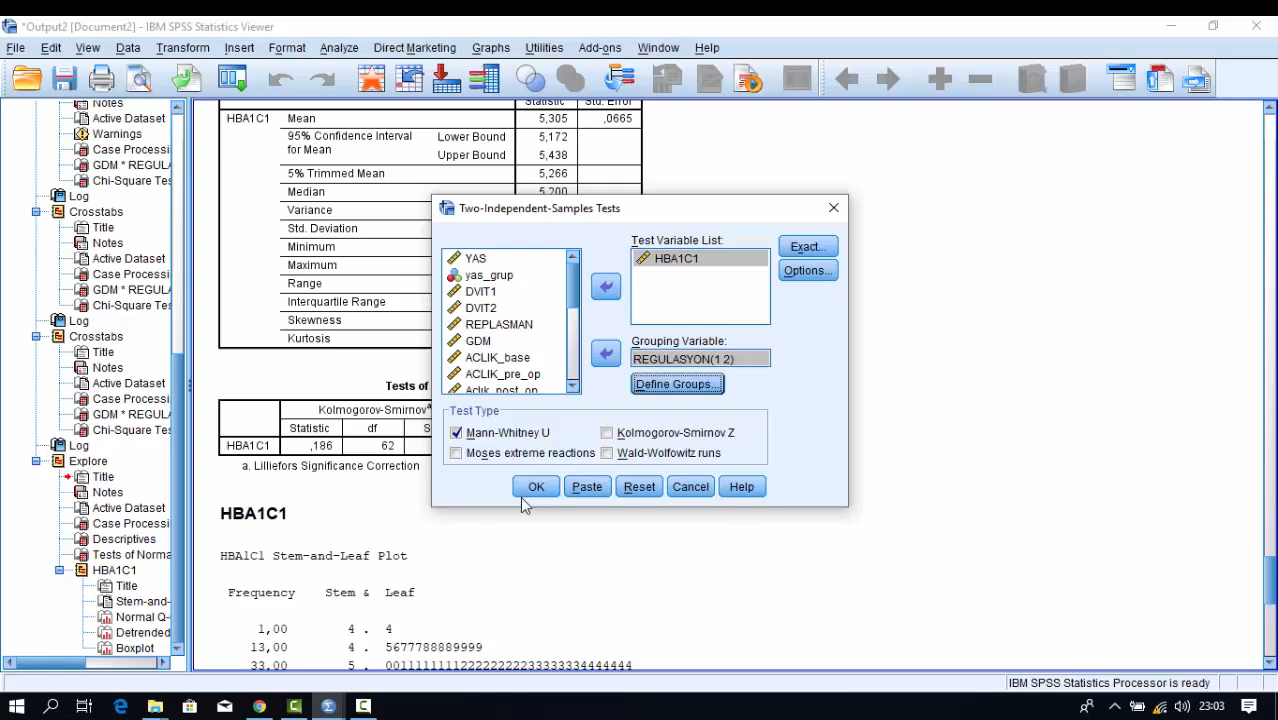 *Output2 [Document2] - IBM SPSS Statistics Viewer
File Edit View Data Transform Insert Format Analyze Direct Marketing Graphs Utilities Add-ons Window Help
Notes
Active Dataset
Warnings
Case Processi
GDM * REGULA
Chi-Square Tes
Log
Crosstabs
Title
Notes
Active Dataset
Case Processi
GDM * REGULA
Chi-Square Tes
Log
Crosstabs
Title
Notes
Active Dataset
Case Processi
GDM * REGULA
Chi-Square Tes
Log
Explore
Title
Notes
Active Dataset
Case Processi
Descriptives
Tests of Normal
HBA1C1
Title
Stem-and-
Normal Q-
Detrended
Boxplot
Statistic Std. Error
HBA1C1 Mean 5,305 ,0665
95% Confidence Interval for Mean Lower Bound 5,172
Upper Bound 5,438
5% Trimmed Mean 5,266
Median 5,200
Variance
Std. Deviation
Minimum
Maximum
Range
Interquartile Range
Skewness
Kurtosis
Tests of
Kolmogorov-Smirnova
Statistic df S
HBA1C1 ,186 62
a. Lilliefors Significance Correction
HBA1C1
HBA1C1 Stem-and-Leaf Plot
Frequency Stem & Leaf
1,00 4 . 4
13,00 4 . 5677788889999
Two-Independent-Samples Tests
YAS
yas_grup
DVIT1
DVIT2
REPLASMAN
GDM
ACLIK_base
ACLIK_pre_op
Aclik_post_op
Test Variable List:
HBA1C1
Exact...
Options...
Grouping Variable:
REGULASYON(1 2)
Define Groups...
Test Type
Mann-Whitney U Kolmogorov-Smirnov Z
Moses extreme reactions Wald-Wolfowitz runs
OK Paste Reset Cancel Help
IBM SPSS Statistics Processor is ready
23:03